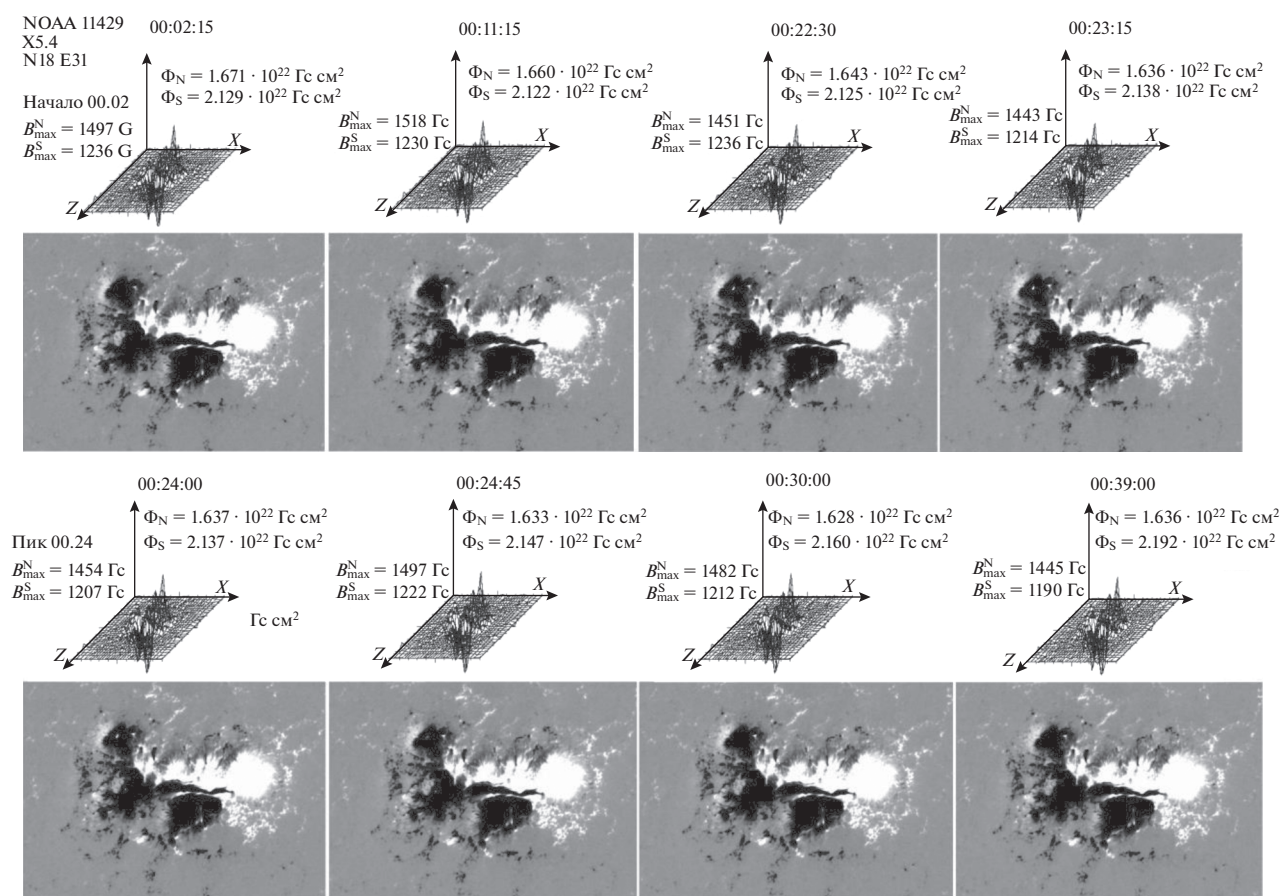 NOAA 11429
X5.4
N18 E31
Начало 00.02
00:02:15
Φ_N = 1.671 · 10^22 Гс см^2
Φ_S = 2.129 · 10^22 Гс см^2
B^N_max = 1497 G
B^S_max = 1236 G
X
Z
00:11:15
Φ_N = 1.660 · 10^22 Гс см^2
Φ_S = 2.122 · 10^22 Гс см^2
B^N_max = 1518 Гс
B^S_max = 1230 Гс
X
Z
00:22:30
Φ_N = 1.643 · 10^22 Гс см^2
Φ_S = 2.125 · 10^22 Гс см^2
B^N_max = 1451 Гс
B^S_max = 1236 Гс
X
Z
00:23:15
Φ_N = 1.636 · 10^22 Гс см^2
Φ_S = 2.138 · 10^22 Гс см^2
B^N_max = 1443 Гс
B^S_max = 1214 Гс
X
Z
00:24:00
Φ_N = 1.637 · 10^22 Гс см^2
Φ_S = 2.137 · 10^22 Гс см^2
Пик 00.24
B^N_max = 1454 Гс
B^S_max = 1207 Гс
X
Гс см^2
Z
00:24:45
Φ_N = 1.633 · 10^22 Гс см^2
Φ_S = 2.147 · 10^22 Гс см^2
B^N_max = 1497 Гс
B^S_max = 1222 Гс
X
Z
00:30:00
Φ_N = 1.628 · 10^22 Гс см^2
Φ_S = 2.160 · 10^22 Гс см^2
B^N_max = 1482 Гс
B^S_max = 1212 Гс
X
Z
00:39:00
Φ_N = 1.636 · 10^22 Гс см^2
Φ_S = 2.192 · 10^22 Гс см^2
B^N_max = 1445 Гс
B^S_max = 1190 Гс
X
Z